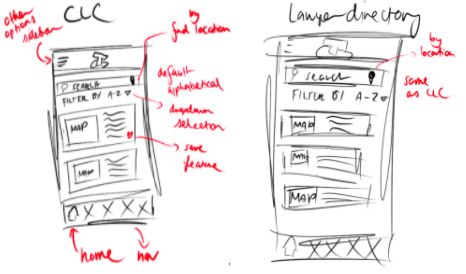 CLC
other
options
sidebar
by
find location
SEARCH
FILTER BY A-Z
default
alphabetical
dropdown
selection
MAP
save
feature
MAP
home
nav
Lawyer directory
search
FILTER BY A-Z
by
location
same
as CLC
MAP
MAP
MAP